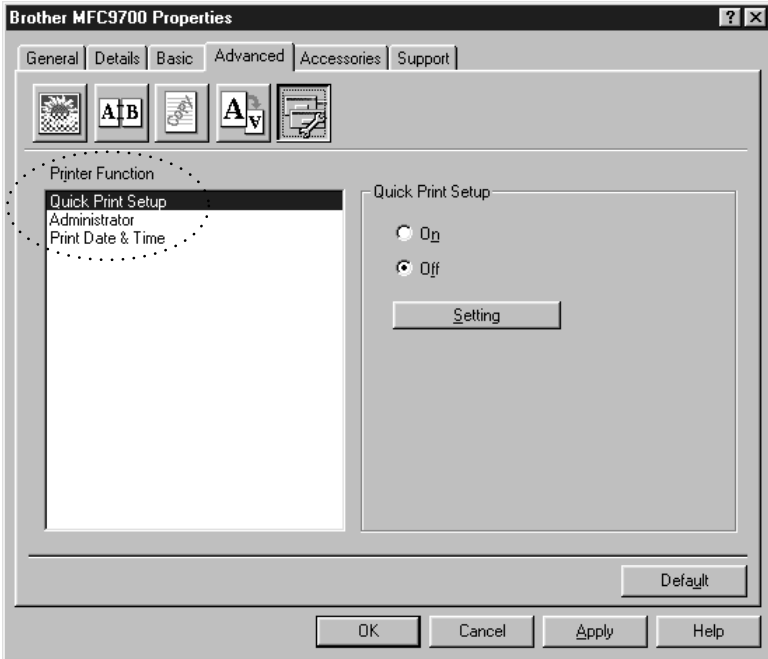 Brother MFC9700 Properties
? X
General Details Basic Advanced Accessories Support
A B COPY A A
Printer Function
Quick Print Setup
Administrator
Print Date & Time
Quick Print Setup
On
Off
Setting
Default
OK Cancel Apply Help